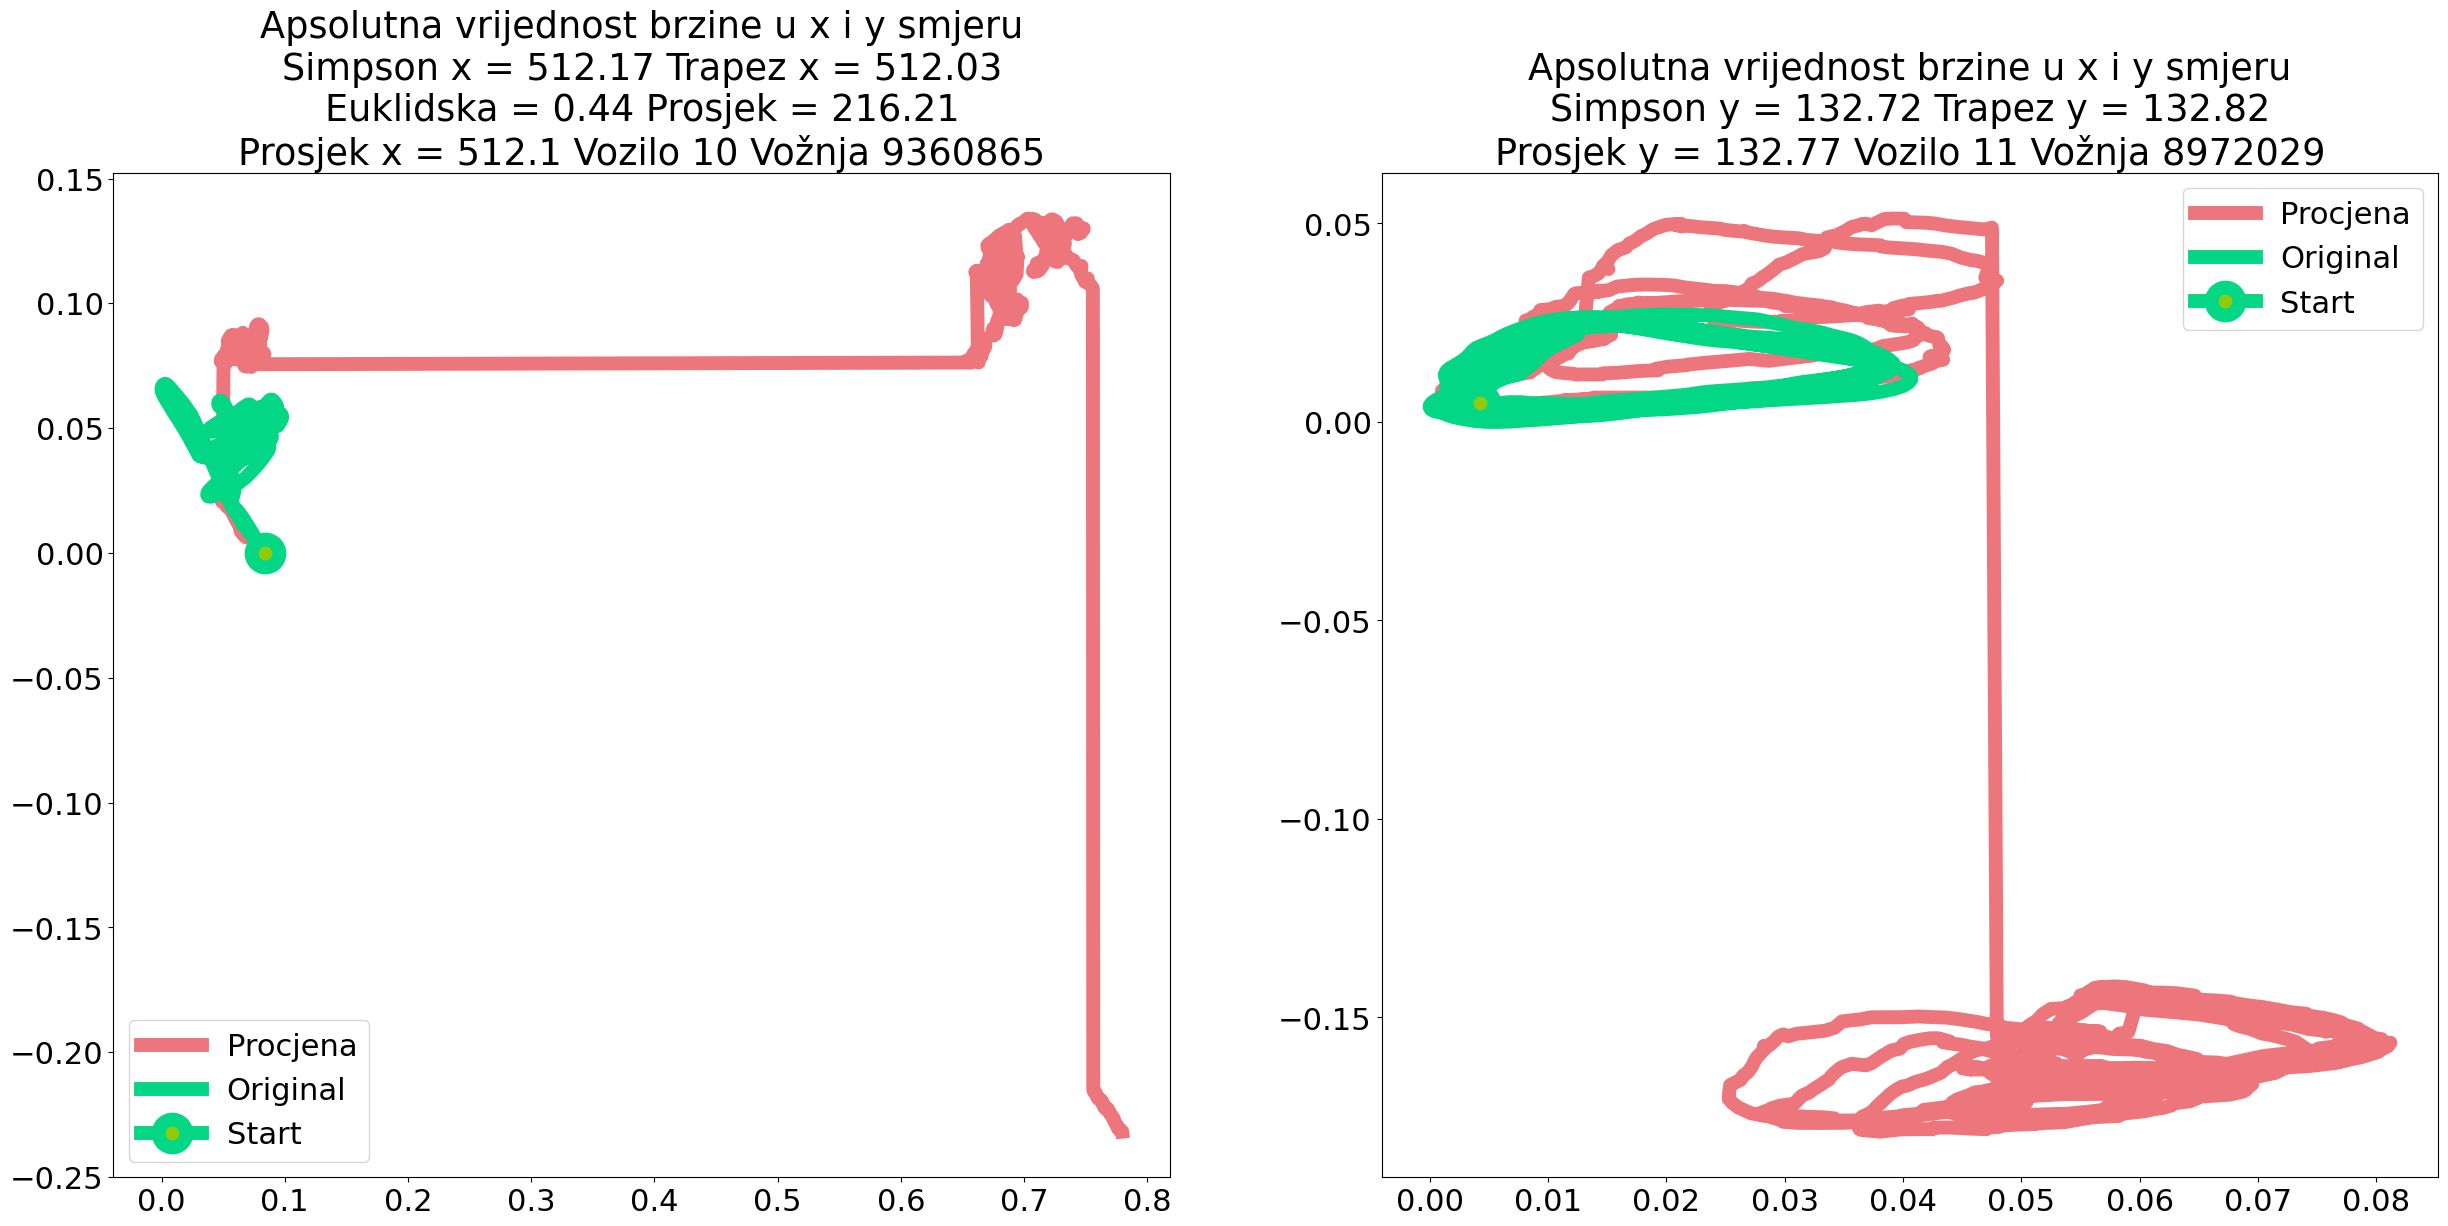 Apsolutna vrijednost brzine u x i y smjeru
Simpson x = 512.17 Trapez x = 512.03
Euklidska = 0.44 Prosjek = 216.21
Prosjek x = 512.1 Vozilo 10 Vožnja 9360865
0.15
0.10
0.05
0.00
−0.05
−0.10
−0.15
−0.20
−0.25
0.0 0.1 0.2 0.3 0.4 0.5 0.6 0.7 0.8
Procjena
Original
Start
Apsolutna vrijednost brzine u x i y smjeru
Simpson y = 132.72 Trapez y = 132.82
Prosjek y = 132.77 Vozilo 11 Vožnja 8972029
0.05
0.00
−0.05
−0.10
−0.15
0.00 0.01 0.02 0.03 0.04 0.05 0.06 0.07 0.08
Procjena
Original
Start